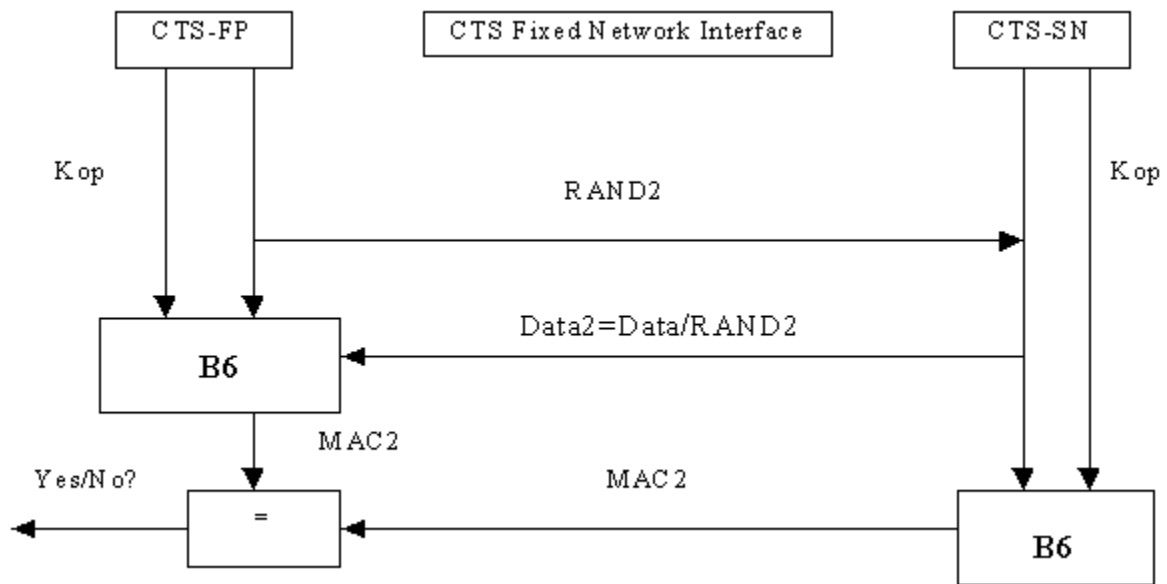 CTS-FP
CTS Fixed Network Interface
CTS-SN
Kop
Kop
RAND2
Data2=Data/RAND2
B6
MAC2
Yes/No?
MAC2
=
B6